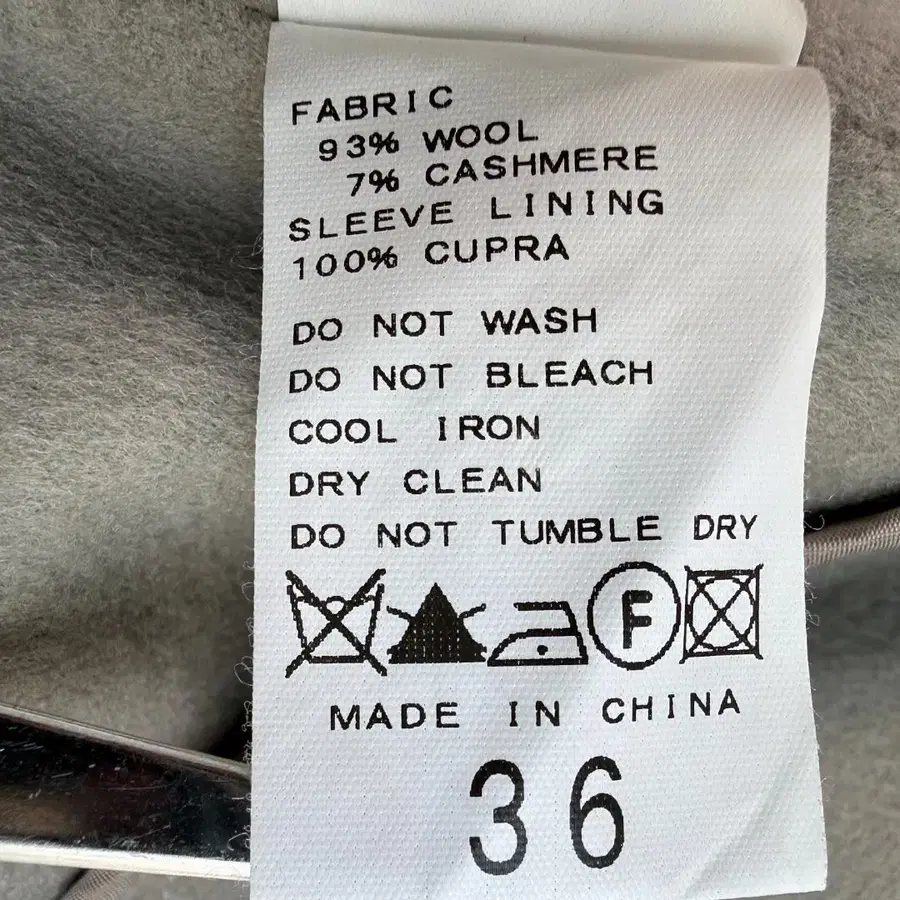 FABRIC
93% WOOL
7% CASHMERE
SLEEVE LINING
100% CUPRA
DO NOT WASH
DO NOT BLEACH
COOL IRON
DRY CLEAN
DO NOT TUMBLE DRY
F
MADE IN CHINA
36